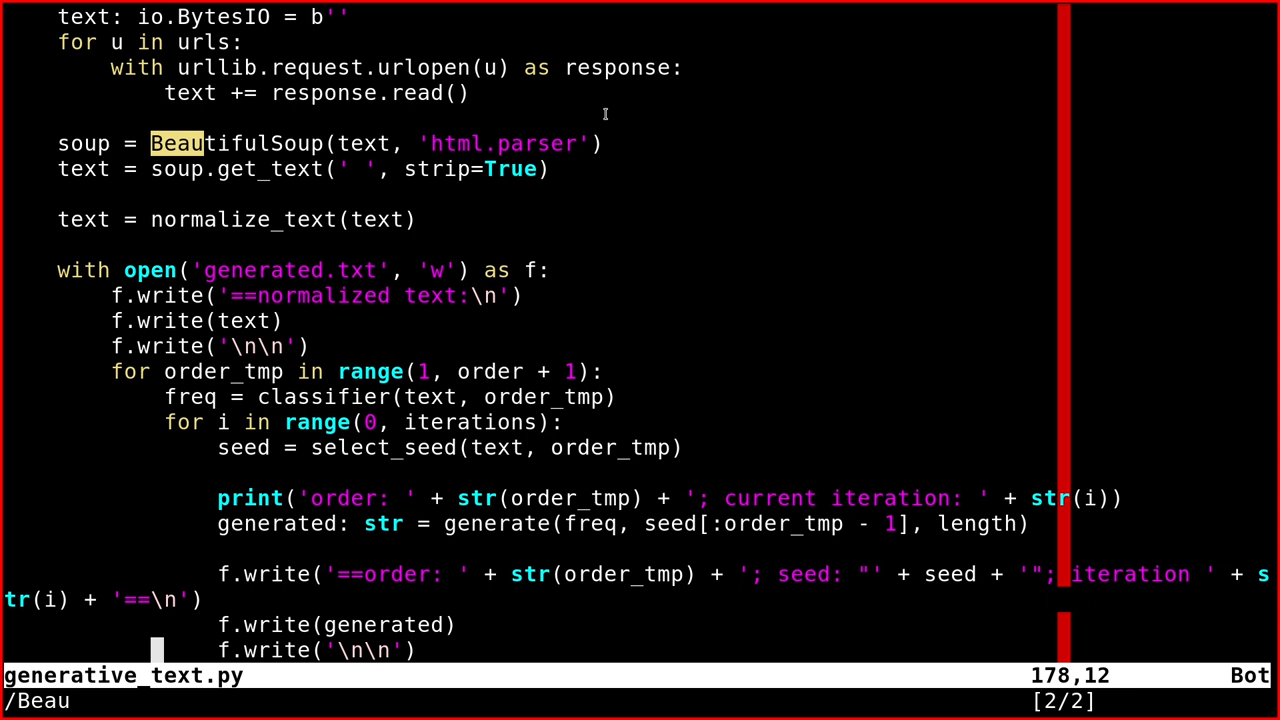 text: io.BytesIO = b''
    for u in urls:
        with urllib.request.urlopen(u) as response:
            text += response.read()

    soup = BeautifulSoup(text, 'html.parser')
    text = soup.get_text(' ', strip=True)

    text = normalize_text(text)

    with open('generated.txt', 'w') as f:
        f.write('==normalized text:\n')
        f.write(text)
        f.write('\n\n')
        for order_tmp in range(1, order + 1):
            freq = classifier(text, order_tmp)
            for i in range(0, iterations):
                seed = select_seed(text, order_tmp)

                print('order: ' + str(order_tmp) + '; current iteration: ' + str(i))
                generated: str = generate(freq, seed[:order_tmp - 1], length)

                f.write('==order: ' + str(order_tmp) + '; seed: "' + seed + '"; iteration ' + s
tr(i) + '==\n')
                f.write(generated)
                f.write('\n\n')
generative_text.py 178,12 Bot
/Beau [2/2]